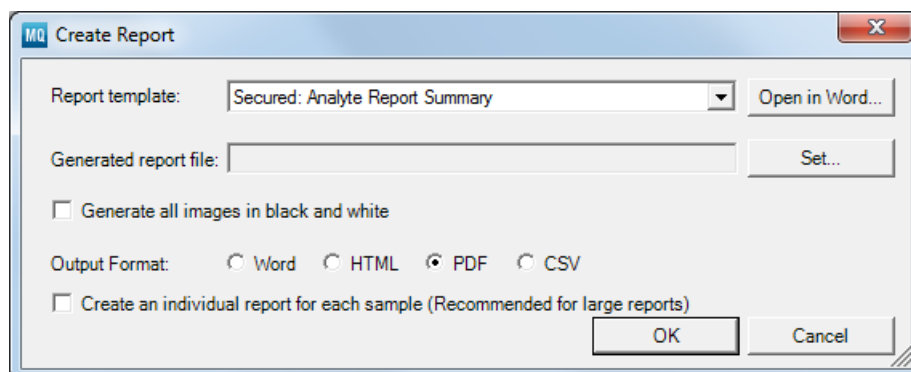 MQ Create Report
Report template: Secured: Analyte Report Summary Open in Word...
Generated report file: Set...
Generate all images in black and white
Output Format: Word HTML PDF CSV
Create an individual report for each sample (Recommended for large reports)
OK Cancel